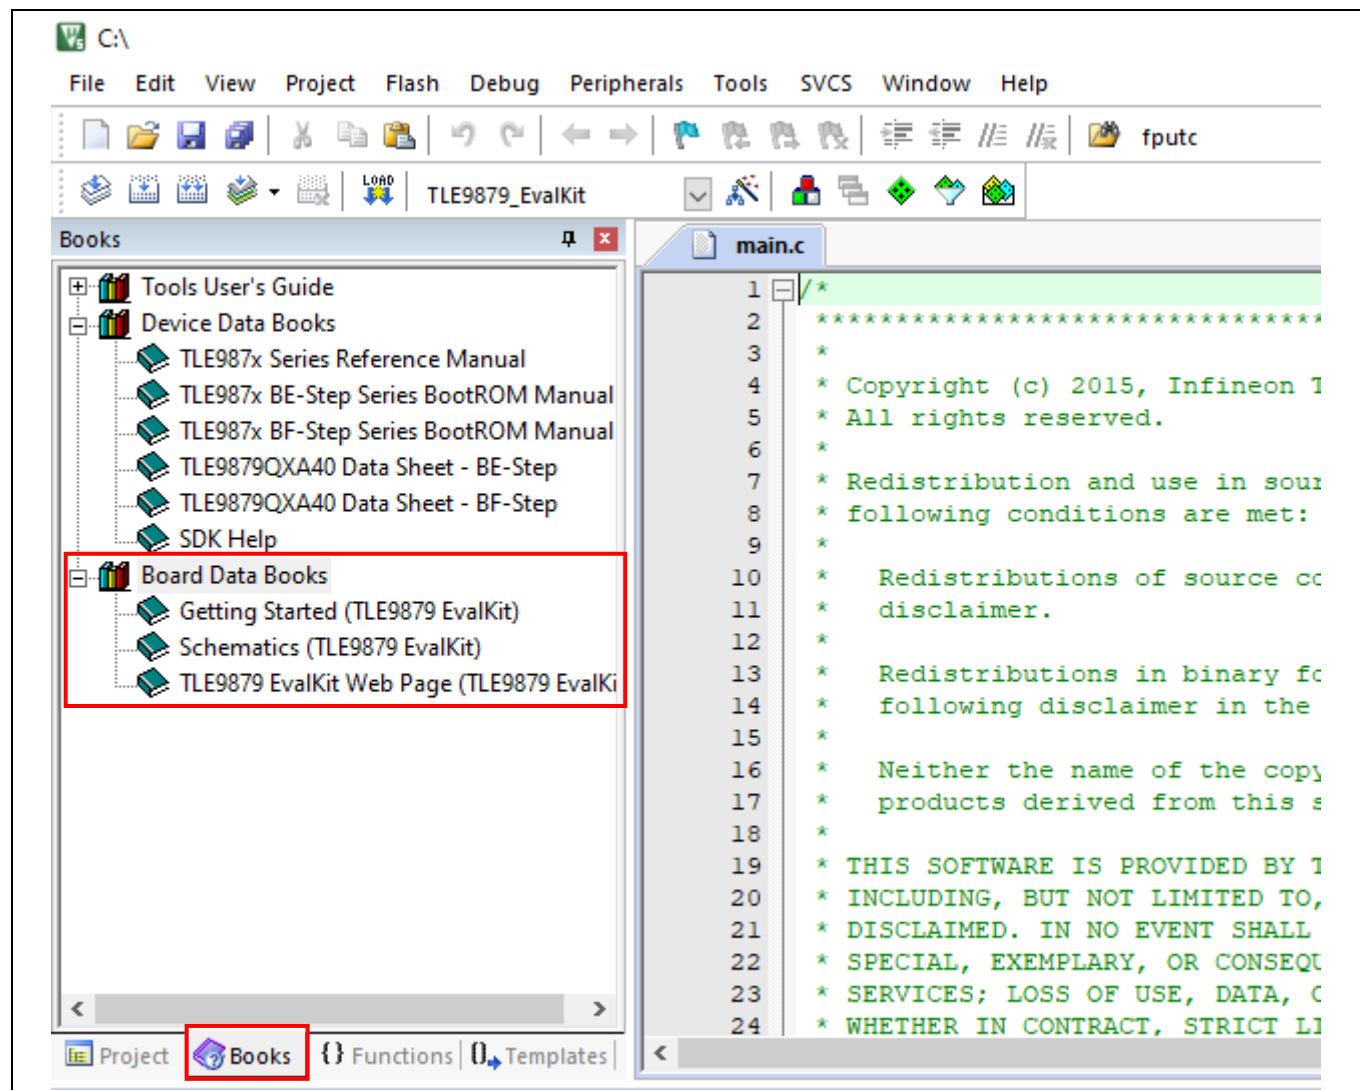 C:\
File Edit View Project Flash Debug Peripherals Tools SVCS Window Help
fputc
LOAD TLE9879_EvalKit
Books
main.c
Tools User's Guide
Device Data Books
TLE987x Series Reference Manual
TLE987x BE-Step Series BootROM Manual
TLE987x BF-Step Series BootROM Manual
TLE9879QXA40 Data Sheet - BE-Step
TLE9879QXA40 Data Sheet - BF-Step
SDK Help
Board Data Books
Getting Started (TLE9879 EvalKit)
Schematics (TLE9879 EvalKit)
TLE9879 EvalKit Web Page (TLE9879 EvalKi
Project Books {} Functions Templates
1 /*
2 *******************************
3 *
4 * Copyright (c) 2015, Infineon T
5 * All rights reserved.
6 *
7 * Redistribution and use in sour
8 * following conditions are met:
9 *
10 * Redistributions of source co
11 * disclaimer.
12 *
13 * Redistributions in binary fo
14 * following disclaimer in the
15 *
16 * Neither the name of the copy
17 * products derived from this s
18 *
19 * THIS SOFTWARE IS PROVIDED BY T
20 * INCLUDING, BUT NOT LIMITED TO,
21 * DISCLAIMED. IN NO EVENT SHALL
22 * SPECIAL, EXEMPLARY, OR CONSEQU
23 * SERVICES; LOSS OF USE, DATA, O
24 * WHETHER IN CONTRACT, STRICT LI